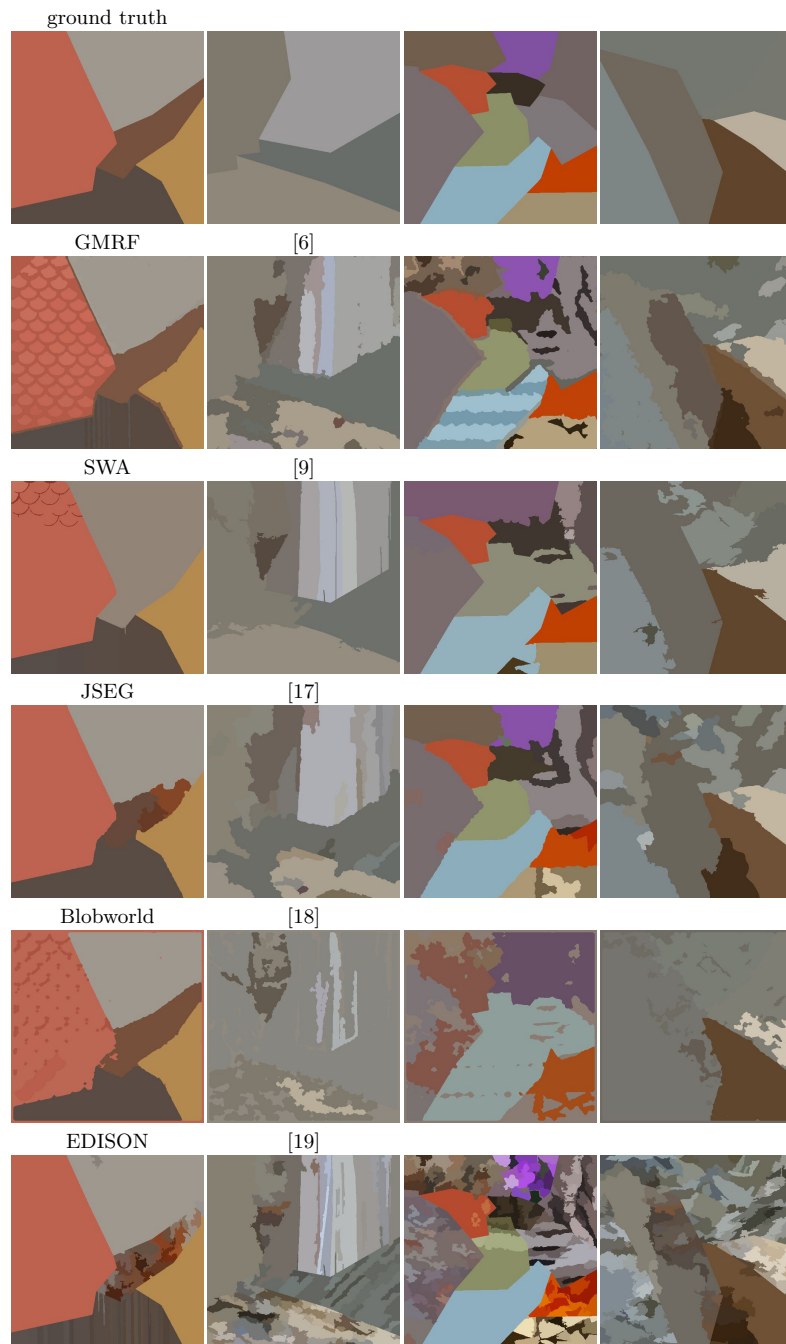 ground truth
GMRF [6]
SWA [9]
JSEG [17]
Blobworld [18]
EDISON [19]